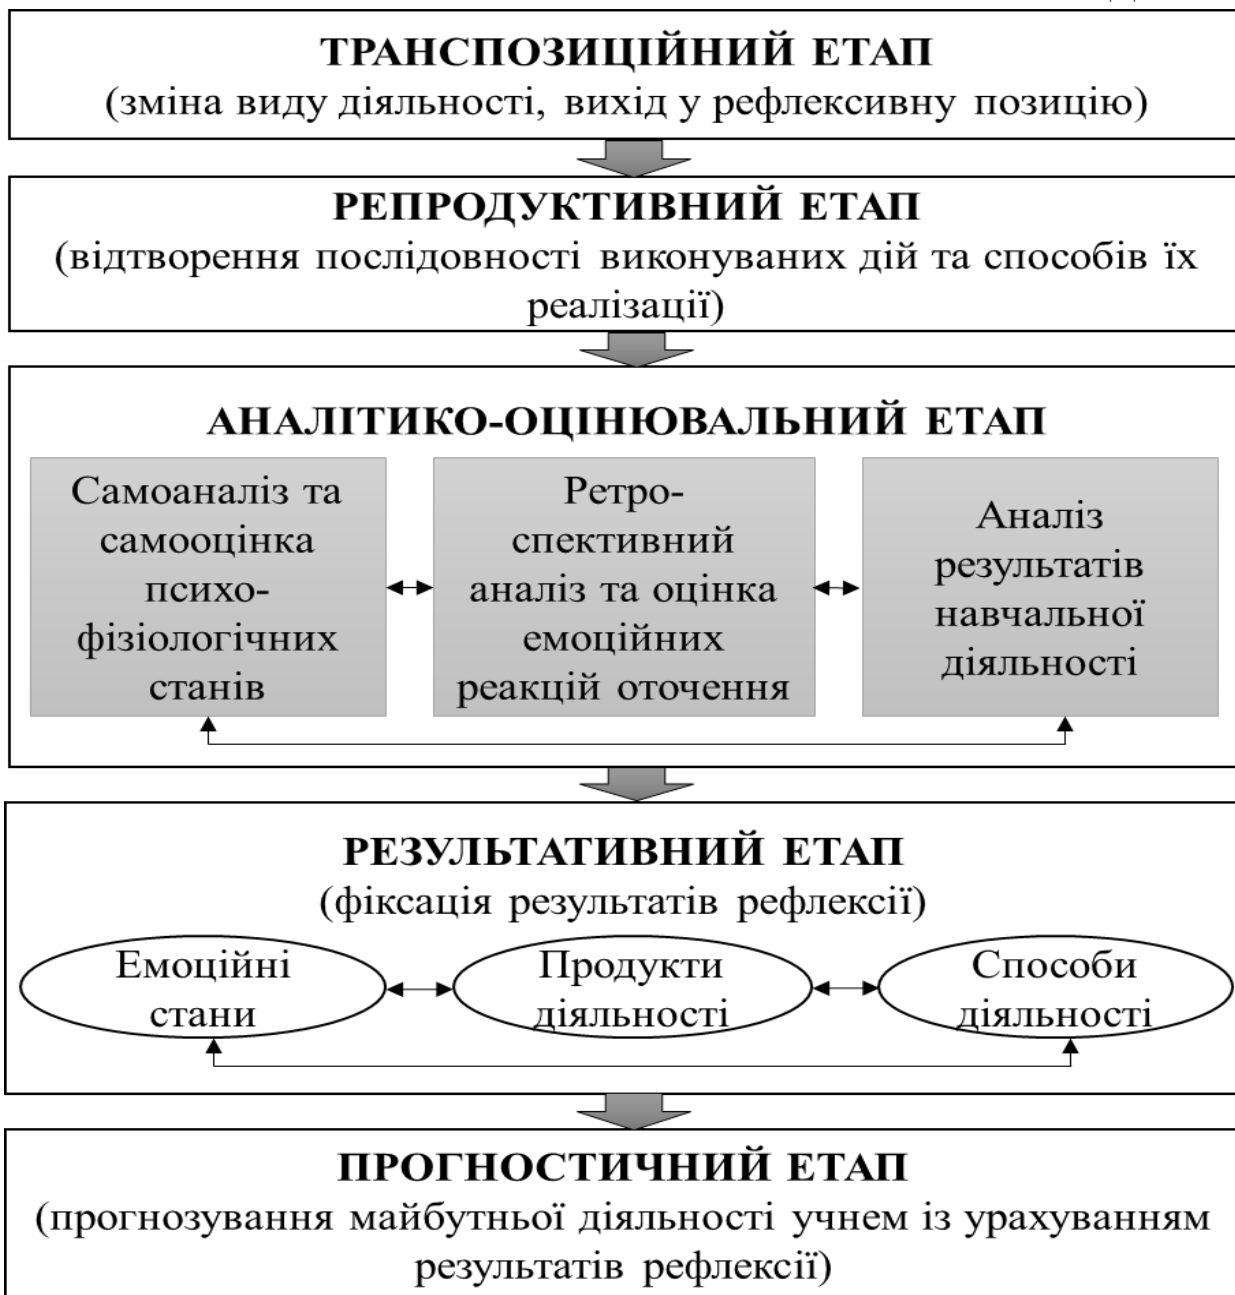 ТРАНСПОЗИЦІЙНИЙ ЕТАП
(зміна виду діяльності, вихід у рефлексивну позицію)
РЕПРОДУКТИВНИЙ ЕТАП
(відтворення послідовності виконуваних дій та способів їх
реалізації)
АНАЛІТИКО-ОЦІНЮВАЛЬНИЙ ЕТАП
Самоаналіз та
самооцінка
психо-
фізіологічних
станів
Ретро-
спективний
аналіз та оцінка
емоційних
реакцій оточення
Аналіз
результатів
навчальної
діяльності
РЕЗУЛЬТАТИВНИЙ ЕТАП
(фіксація результатів рефлексії)
Емоційні
стани
Продукти
діяльності
Способи
діяльності
ПРОГНОСТИЧНИЙ ЕТАП
(прогнозування майбутньої діяльності учнем із урахуванням
результатів рефлексії)